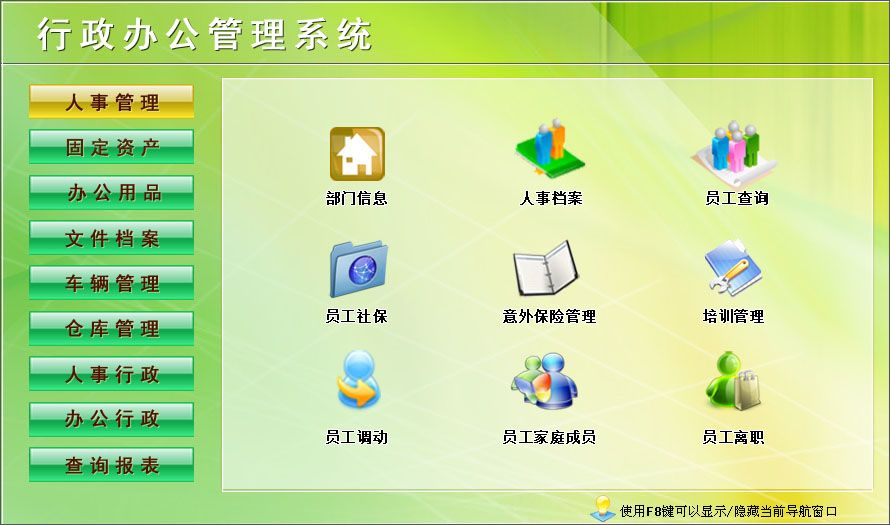 行政办公管理系统
人事管理
固定资产
办公用品
文件档案
车辆管理
仓库管理
人事行政
办公行政
查询报表
部门信息
人事档案
员工查询
员工社保
意外保险管理
培训管理
员工调动
员工家庭成员
员工离职
使用F8键可以显示/隐藏当前导航窗口